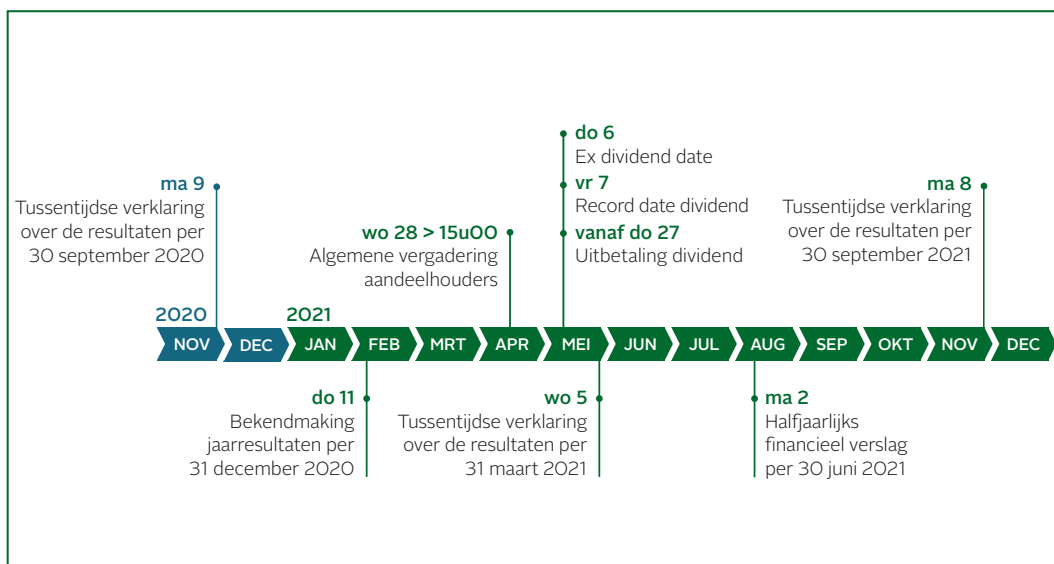 do 6
Ex dividend date
ma 9
Tussentijdse verklaring
over de resultaten per
30 september 2020
vr 7
Record date dividend
ma 8
Tussentijdse verklaring
over de resultaten per
30 september 2021
wo 28 > 15u00
Algemene vergadering
aandeelhouders
vanaf do 27
Uitbetaling dividend
2020
2021
NOV
DEC
JAN
FEB
MRT
APR
MEI
JUN
JUL
AUG
SEP
OKT
NOV
DEC
do 11
Bekendmaking
jaarresultaten per
31 december 2020
wo 5
Tussentijdse verklaring
over de resultaten per
31 maart 2021
ma 2
Halfjaarlijks
financieel verslag
per 30 juni 2021